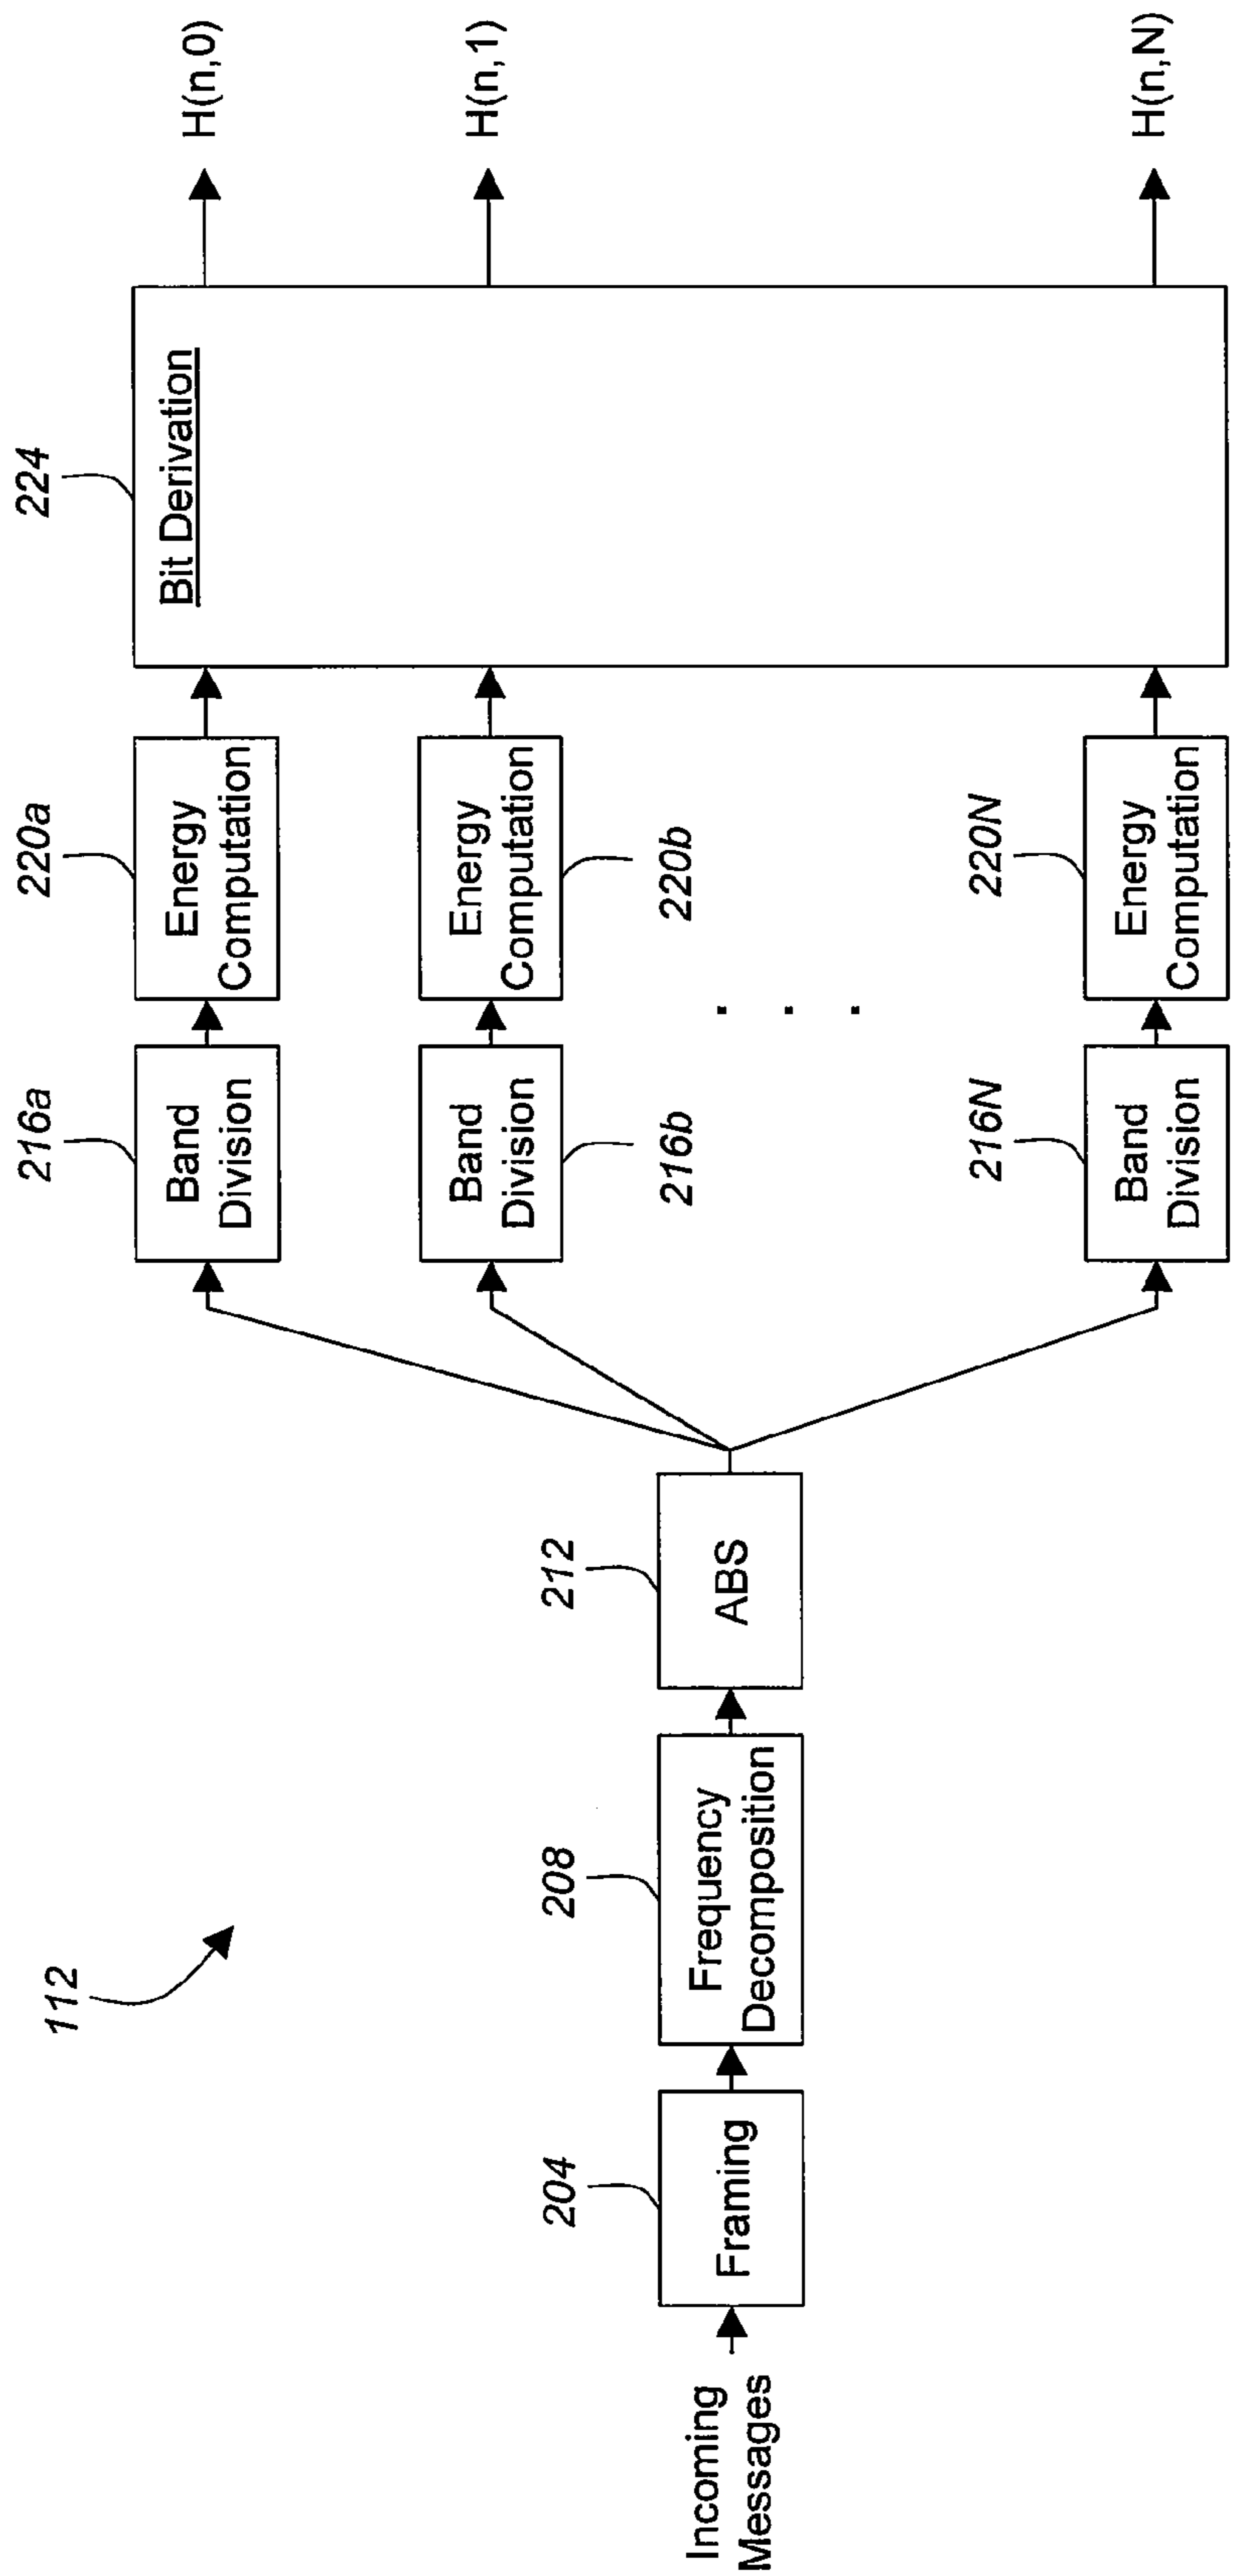 112
Incoming
Messages
204
Framing
208
Frequency
Decomposition
212
ABS
216a
Band
Division
220a
Energy
Computation
216b
Band
Division
220b
Energy
Computation
. . .
216N
Band
Division
220N
Energy
Computation
224
Bit Derivation
H(n,0)
H(n,1)
H(n,N)